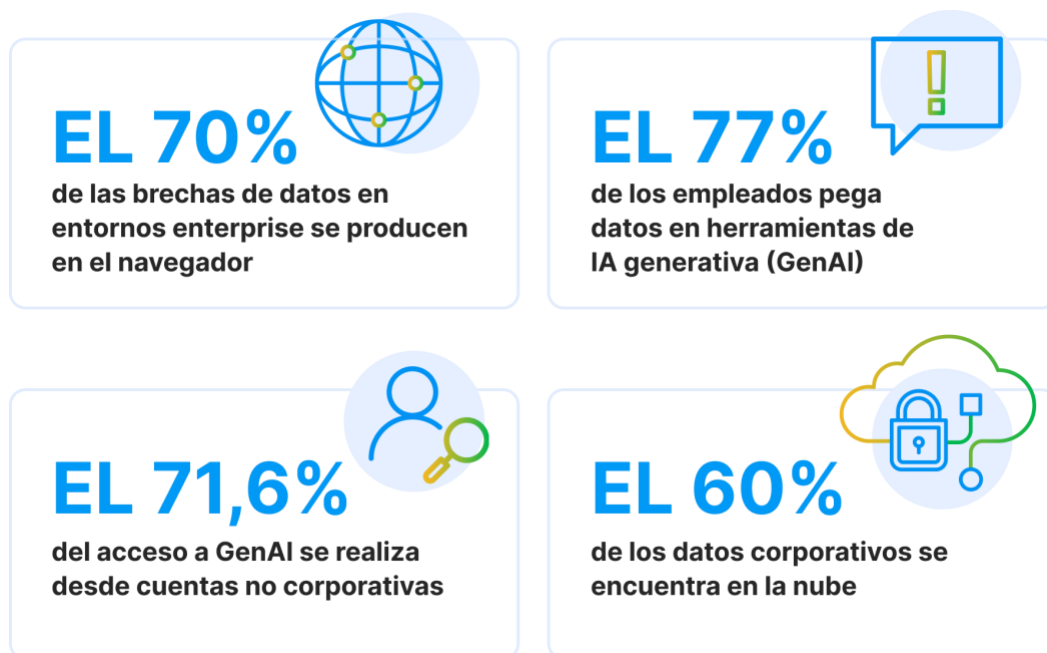 EL 70%
de las brechas de datos en
entornos enterprise se producen
en el navegador
EL 77%
de los empleados pega
datos en herramientas de
IA generativa (GenAI)
EL 71,6%
del acceso a GenAI se realiza
desde cuentas no corporativas
EL 60%
de los datos corporativos se
encuentra en la nube